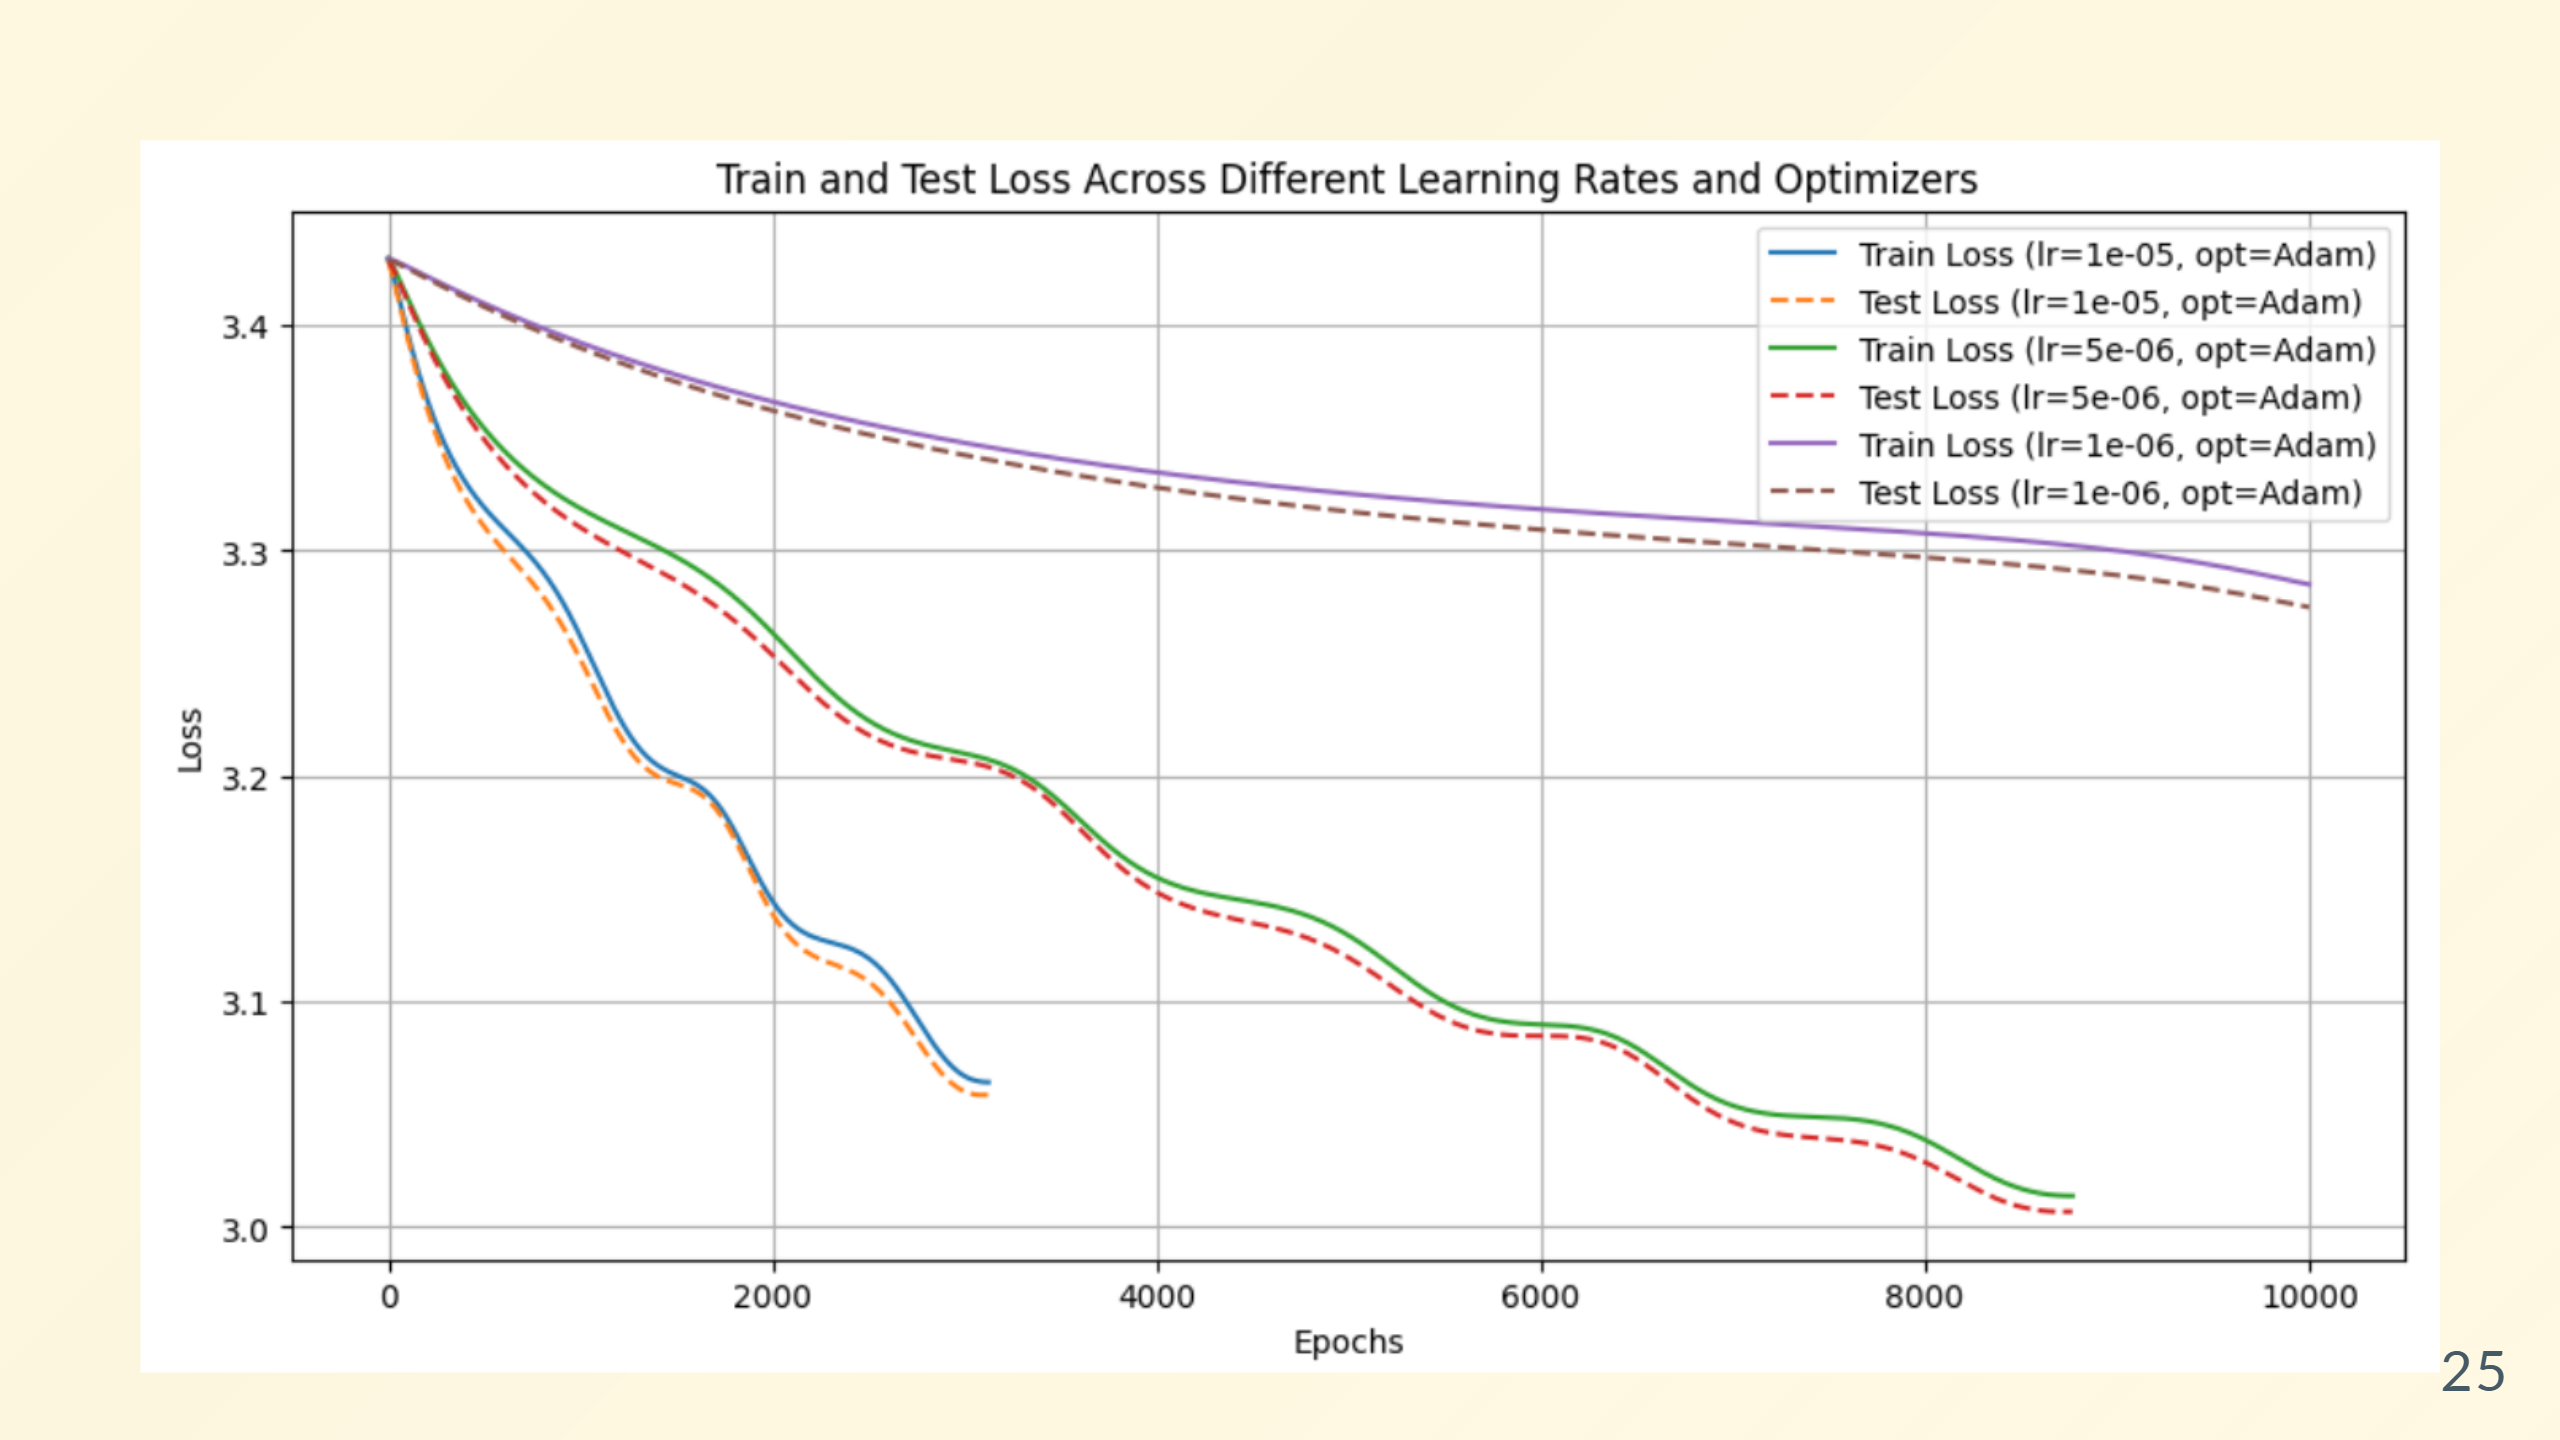 Train and Test Loss Across Different Learning Rates and Optimizers
Train Loss (lr=1e-05, opt=Adam)
Test Loss (lr=1e-05, opt=Adam)
Train Loss (lr=5e-06, opt=Adam)
Test Loss (lr=5e-06, opt=Adam)
Train Loss (lr=1e-06, opt=Adam)
Test Loss (lr=1e-06, opt=Adam)
3.4
3.3
3.2
3.1
3.0
Loss
0 2000 4000 6000 8000 10000
Epochs
25